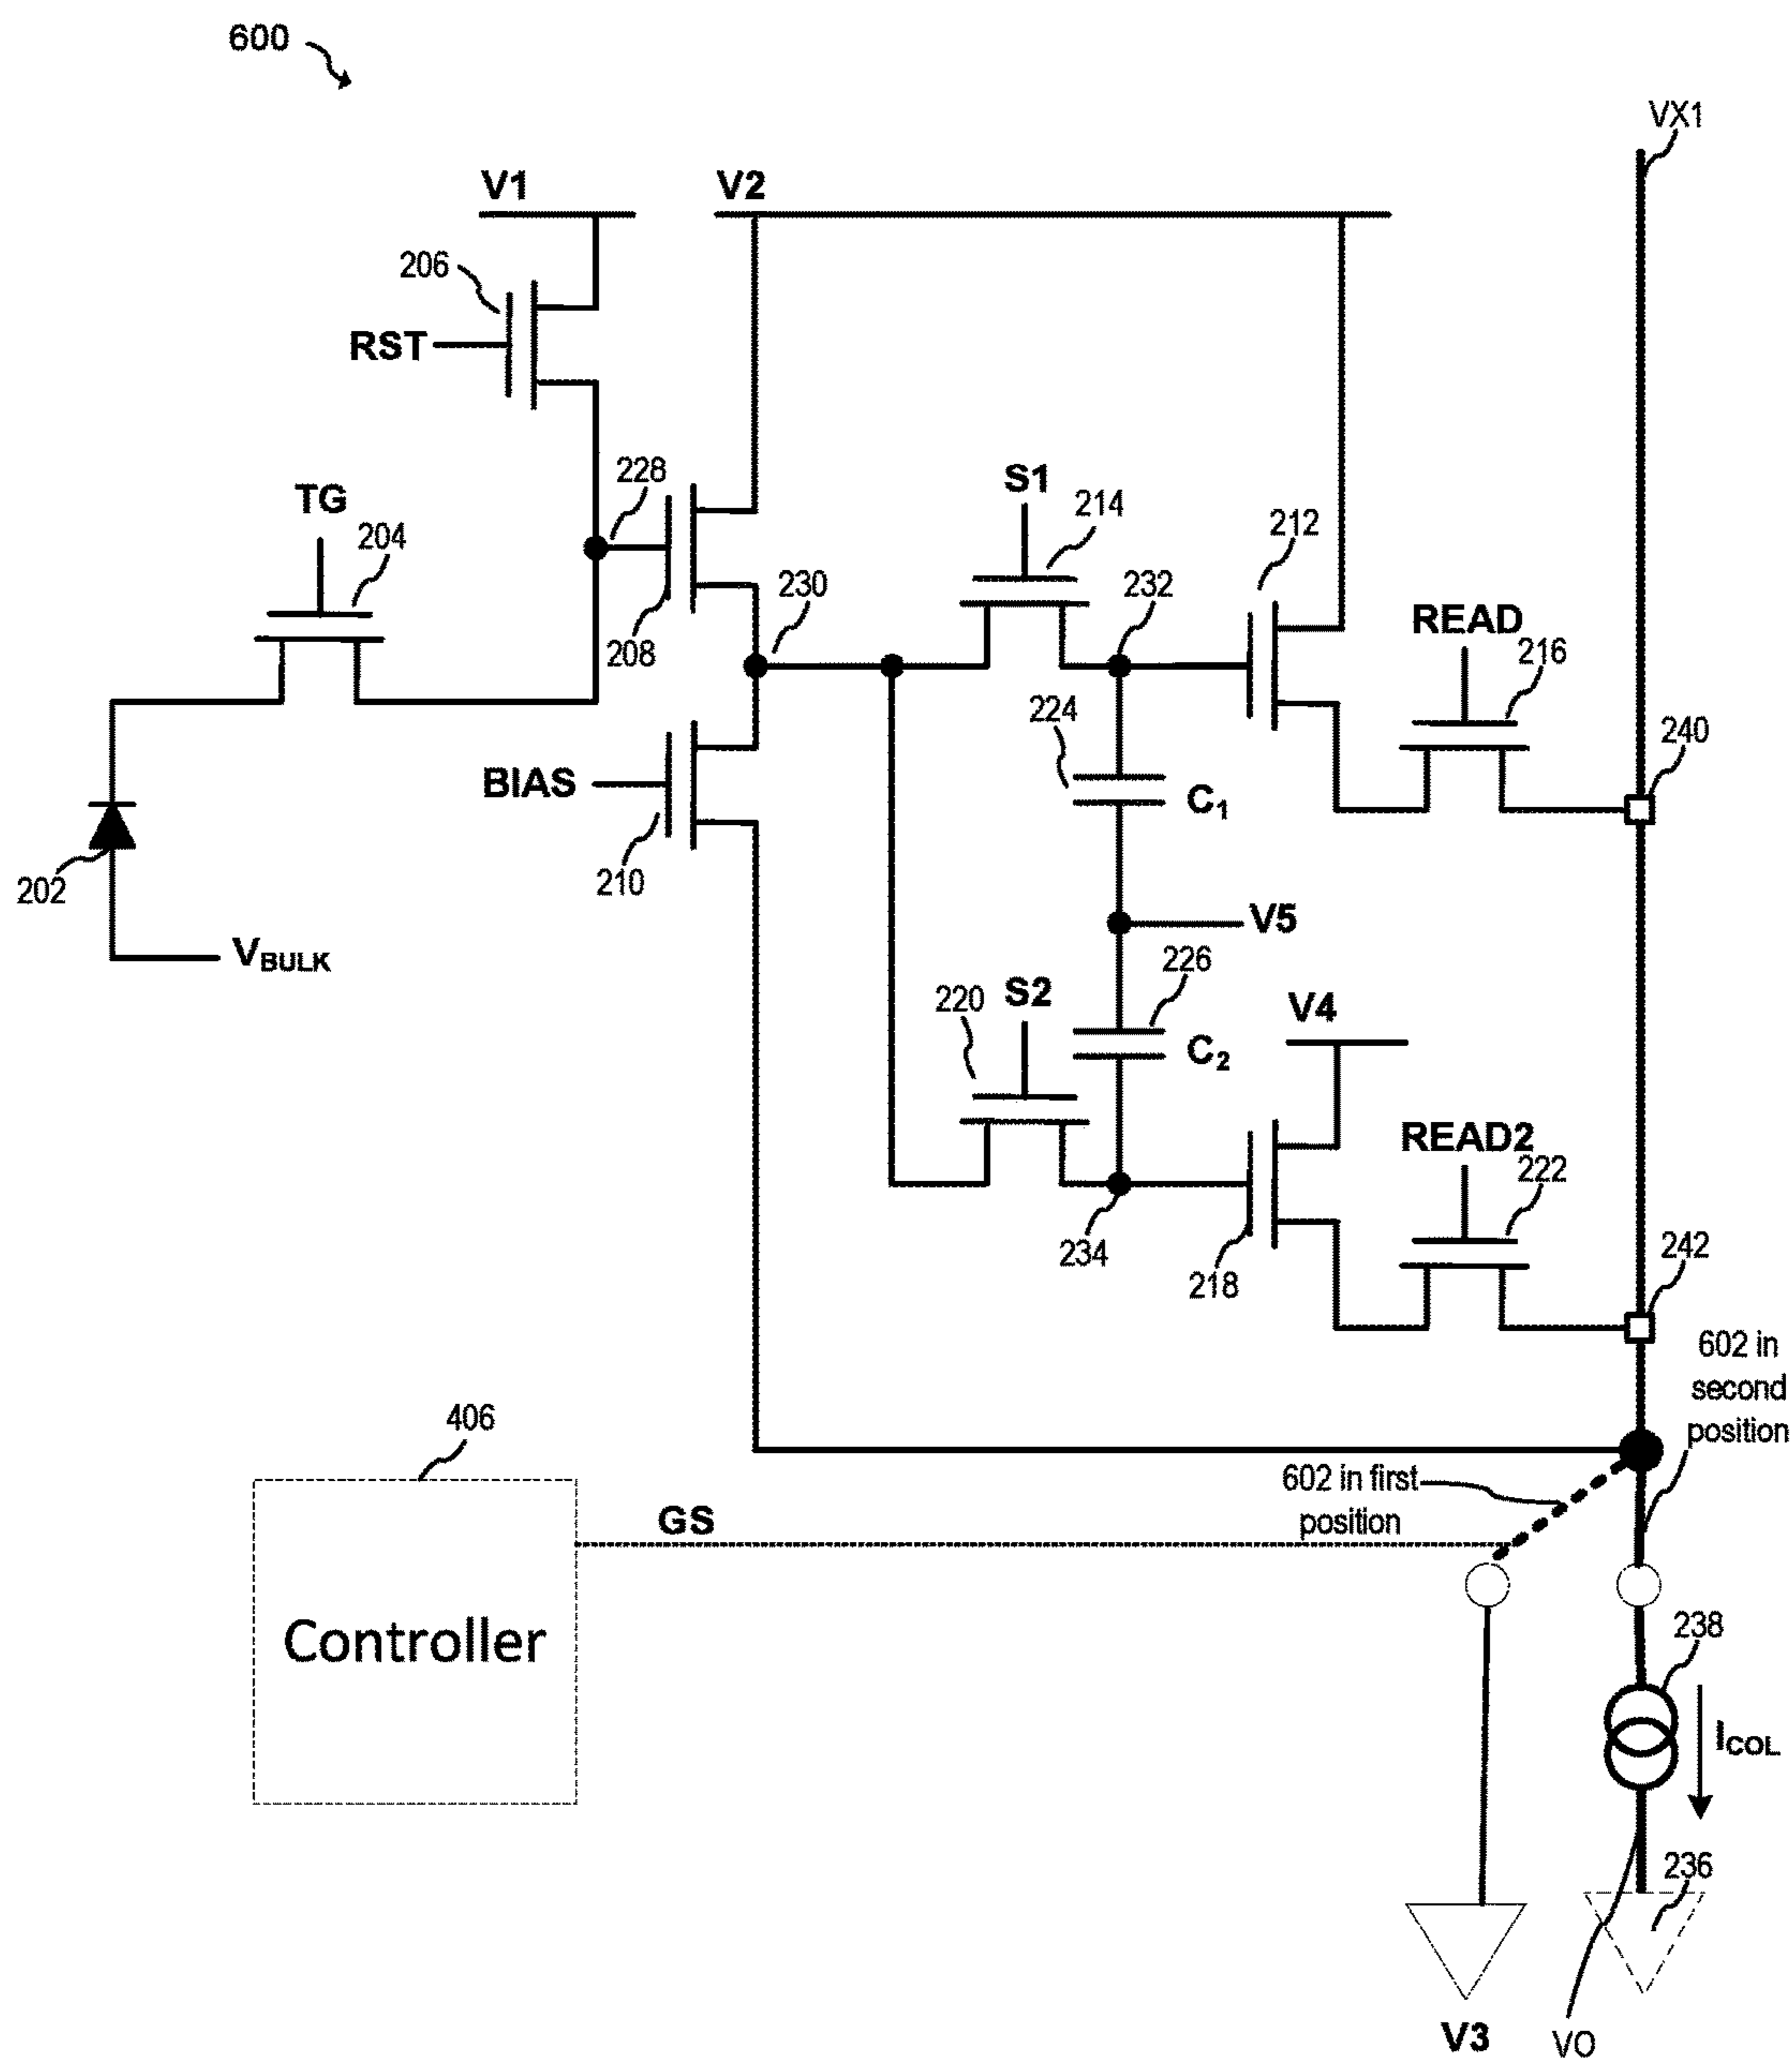 600
VX1
V1
V2
206
RST
228
S1
214
TG
204
212
230
232
READ
208
216
224
240
BIAS
C1
210
202
V5
VBULK
226
S2
220
V4
C2
READ2
222
234
242
218
602 in
second
position
406
602 in first
position
GS
Controller
238
ICOL
236
V3
VO